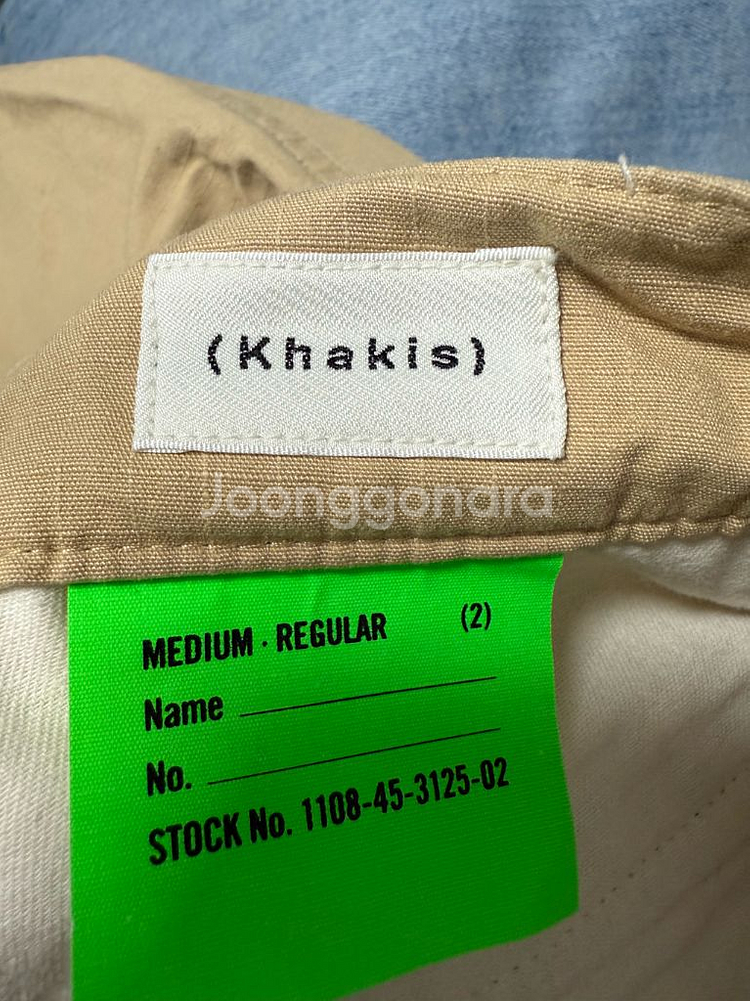 (Khakis)
Joonggonara
MEDIUM · REGULAR (2)
Name
No.
STOCK No. 1108-45-3125-02